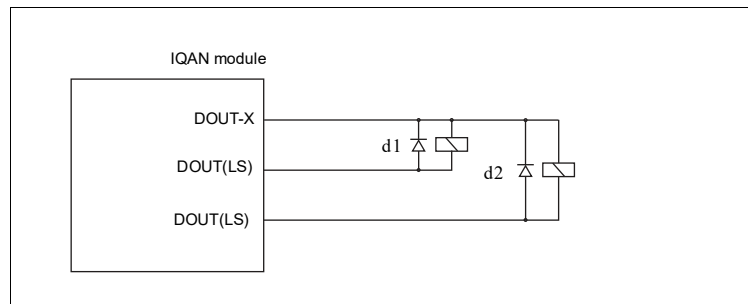 IQAN module
DOUT-X
d1
DOUT(LS)
d2
DOUT(LS)